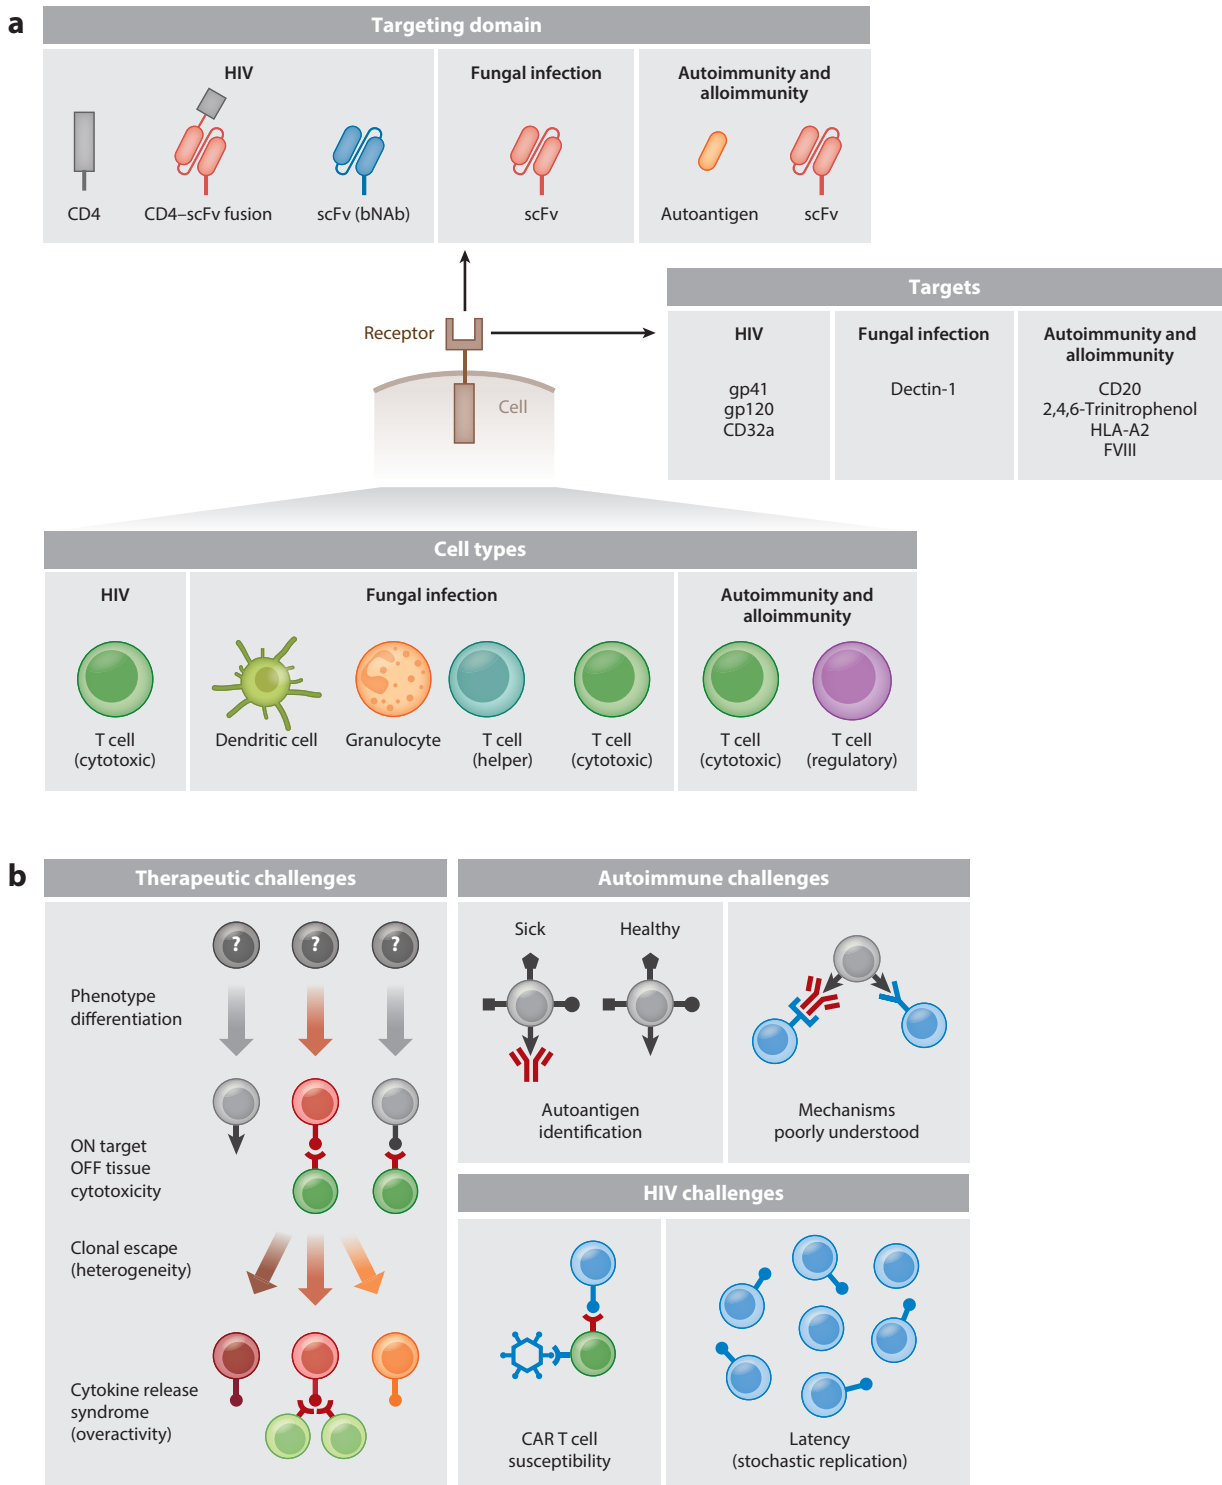 a
Targeting domain
HIV
CD4
CD4–scFv fusion
scFv (bNAb)
Fungal infection
scFv
Autoimmunity and
alloimmunity
Autoantigen
scFv
Receptor
Cell
Targets
HIV
gp41
gp120
CD32a
Fungal infection
Dectin-1
Autoimmunity and
alloimmunity
CD20
2,4,6-Trinitrophenol
HLA-A2
FVIII
Cell types
HIV
T cell
(cytotoxic)
Fungal infection
Dendritic cell
Granulocyte
T cell
(helper)
T cell
(cytotoxic)
Autoimmunity and
alloimmunity
T cell
(cytotoxic)
T cell
(regulatory)
b
Therapeutic challenges
? ? ?
Phenotype
differentiation
ON target
OFF tissue
cytotoxicity
Clonal escape
(heterogeneity)
Cytokine release
syndrome
(overactivity)
Autoimmune challenges
Sick
Healthy
Autoantigen
identification
Mechanisms
poorly understood
HIV challenges
CAR T cell
susceptibility
Latency
(stochastic replication)